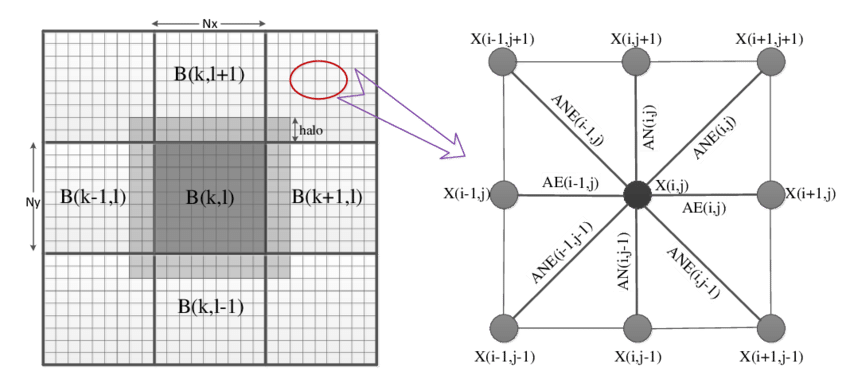 Nx
B(k,l+1)
halo
Ny
B(k-1,l)
B(k,l)
B(k+1,l)
B(k,l-1)
X(i-1,j+1)
X(i,j+1)
X(i+1,j+1)
ANE(i-1,j)
AN(i,j)
ANE(i,j)
X(i-1,j)
AE(i-1,j)
X(i,j)
AE(i,j)
X(i+1,j)
ANE(i-1,j-1)
AN(i,j-1)
ANE(i,j-1)
X(i-1,j-1)
X(i,j-1)
X(i+1,j-1)